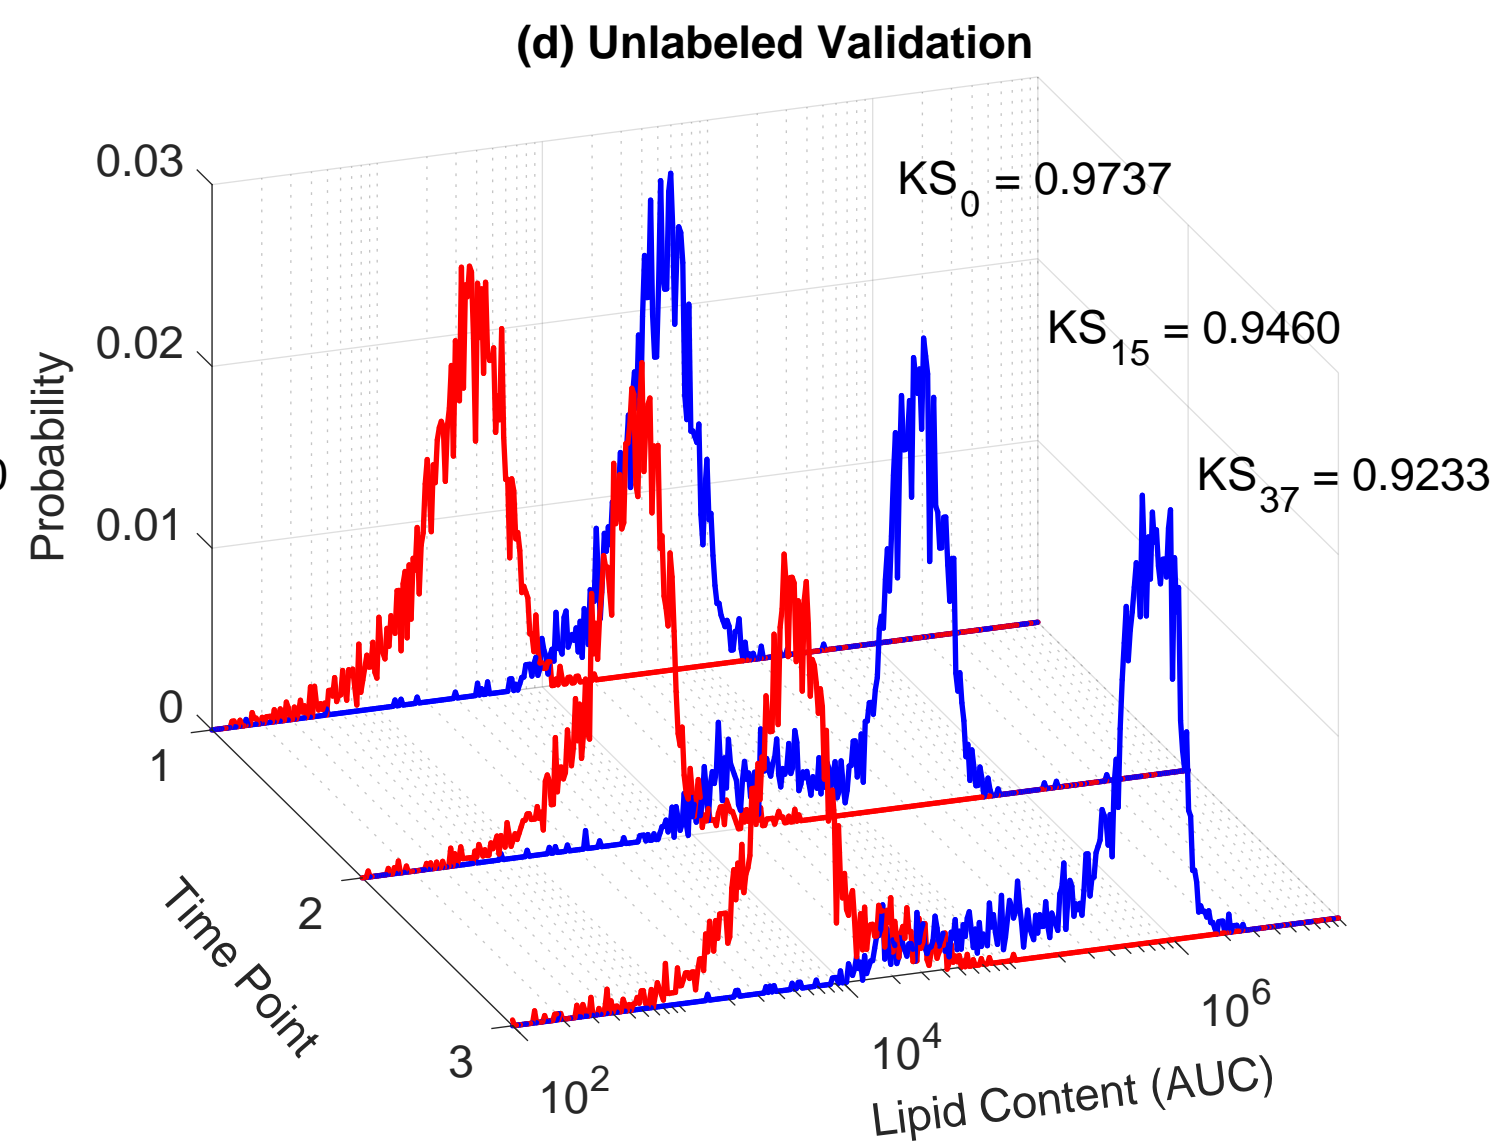 (d) Unlabeled Validation
0.03
0.02
0.01
0
Probability
KS0 = 0.9737
KS15 = 0.9460
KS37 = 0.9233
0
1
2
3
Time Point
10^2
10^4
10^6
Lipid Content (AUC)